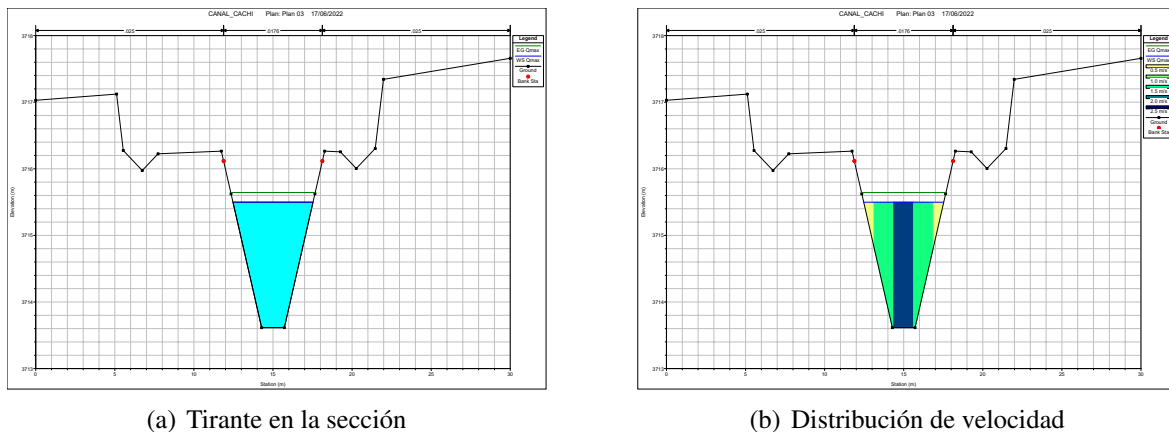 CANAL_CACHI Plan: Plan 03 17/06/2022
.025 .0176 .025
Legend
EG Qmax
WS Qmax
Ground
Bank Sta
3718
3717
3716
3715
3714
3713
Elevation (m)
0 5 10 15 20 25 30
Station (m)
(a) Tirante en la sección
CANAL_CACHI Plan: Plan 03 17/06/2022
.025 .0176 .025
Legend
EG Qmax
WS Qmax
0.5 m/s
1.0 m/s
1.5 m/s
2.0 m/s
2.5 m/s
Ground
Bank Sta
3718
3717
3716
3715
3714
3713
Elevation (m)
0 5 10 15 20 25 30
Station (m)
(b) Distribución de velocidad